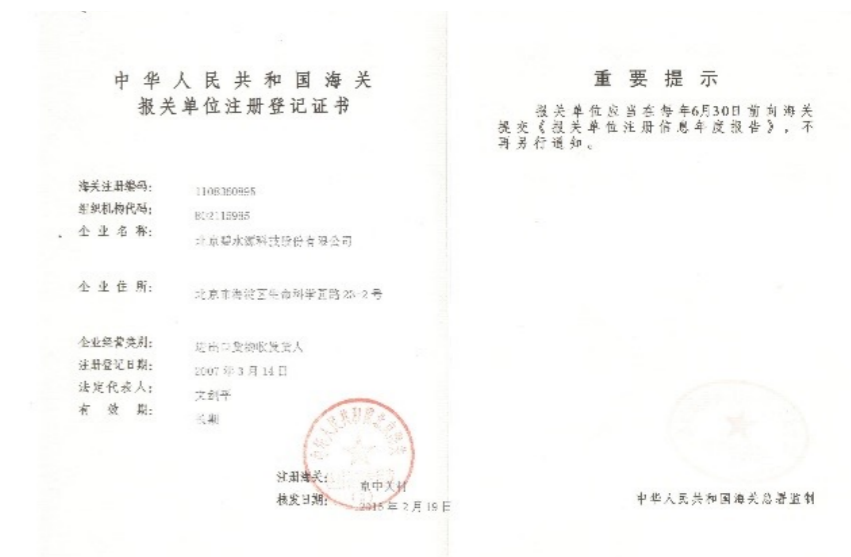 中华人民共和国海关
报关单位注册登记证书
海关注册编码: 1108360895
组织机构代码: 802115985
企业名称: 北京碧水源科技股份有限公司
企业住所: 北京市海淀区生命科学园路23-2号
企业经营类别: 进出口货物收发货人
注册登记日期: 2007年3月14日
法定代表人: 文剑平
有效期: 长期
注册海关: 京中关村
核发日期: 2015年2月19日
重要提示
报关单位应当在每年6月30日前向海关
提交《报关单位注册信息年度报告》,不
再另行通知。
中华人民共和国海关总署监制